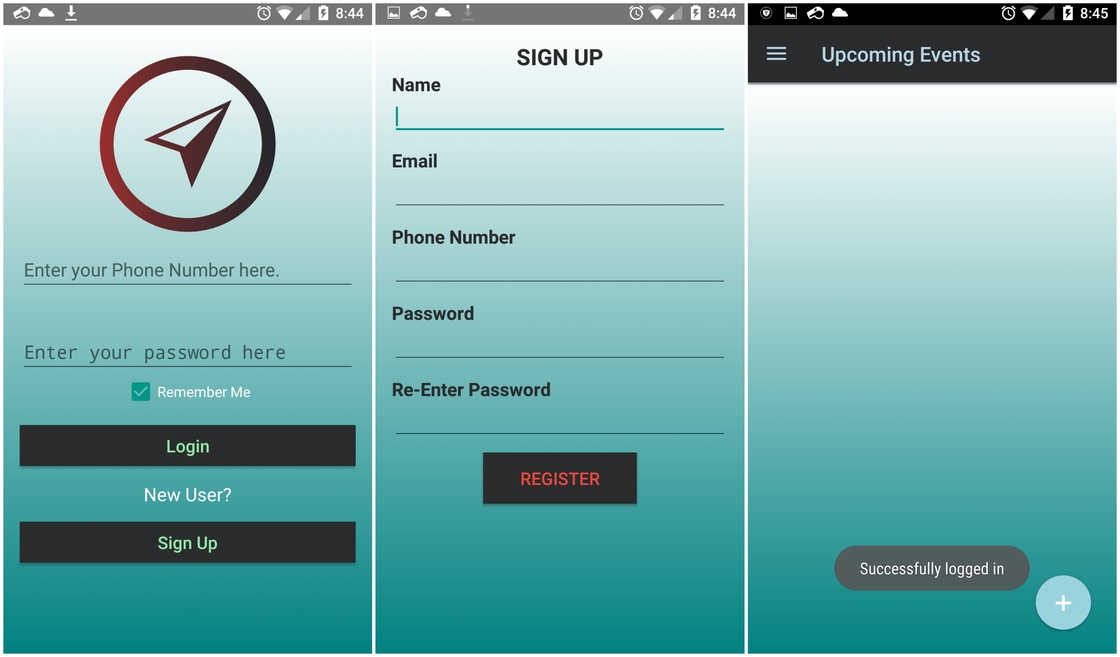 8:44
Enter your Phone Number here.
Enter your password here
Remember Me
Login
New User?
Sign Up
8:44
SIGN UP
Name
Email
Phone Number
Password
Re-Enter Password
REGISTER
8:45
Upcoming Events
Successfully logged in
+